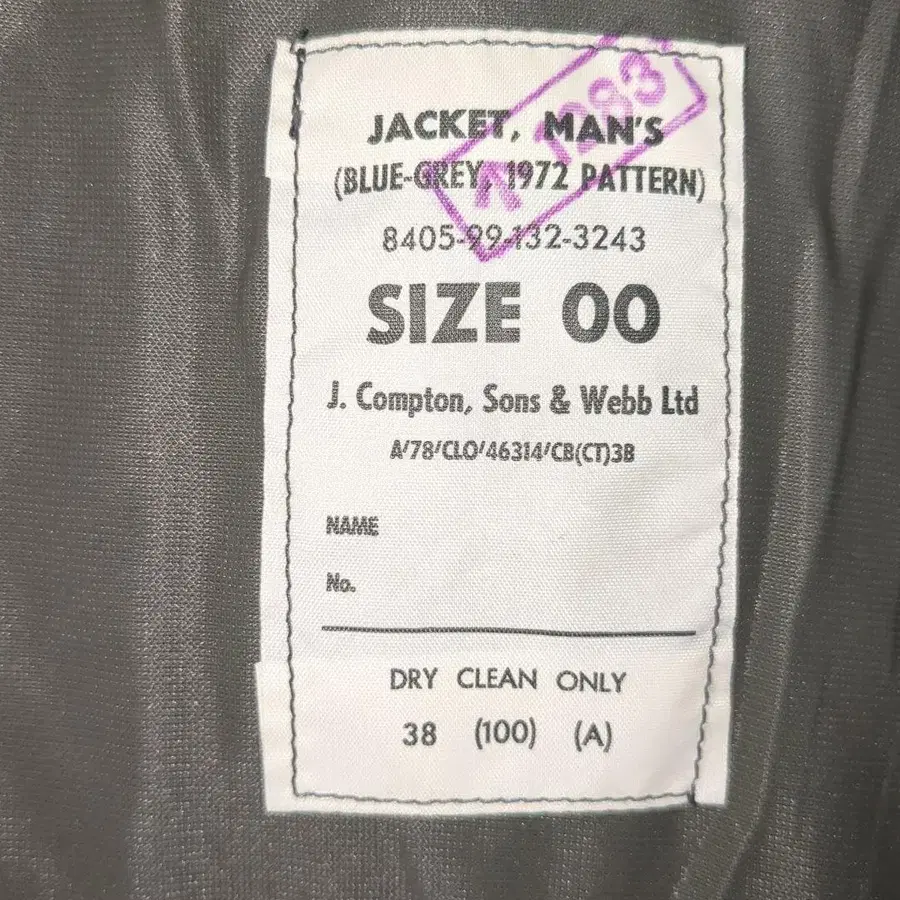 JACKET, MAN'S
(BLUE-GREY, 1972 PATTERN)
8405-99-132-3243
SIZE 00
J. Compton, Sons & Webb Ltd
A/78/CLO/46314/CB(CT)3B
NAME
No.
DRY CLEAN ONLY
38 (100) (A)
1283